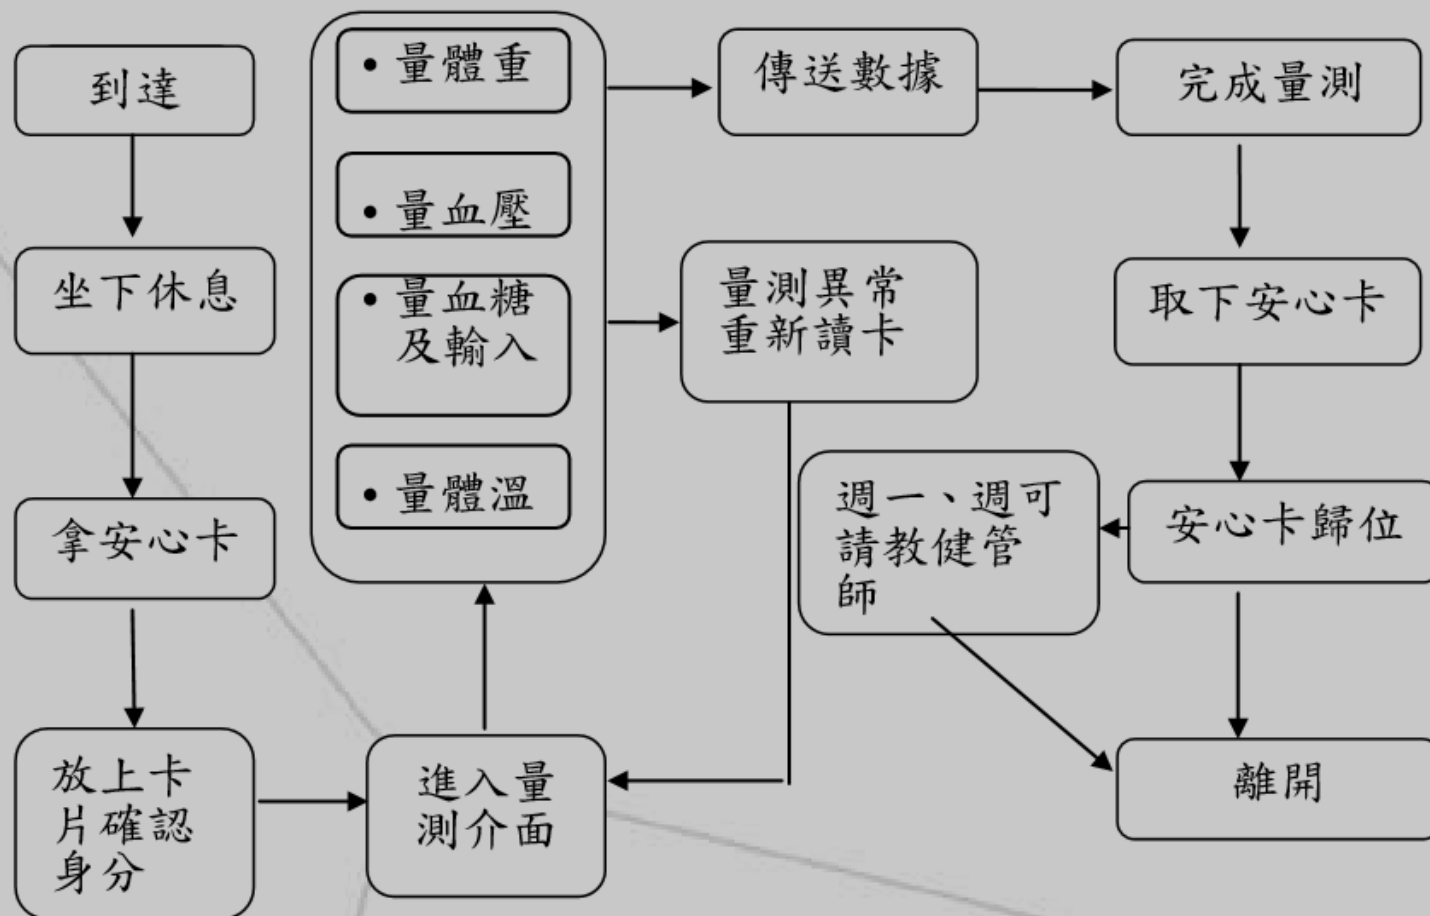 到達
坐下休息
拿安心卡
放上卡
片確認
身分
進入量
測介面
• 量體重
• 量血壓
• 量血糖
及輸入
• 量體溫
傳送數據
量測異常
重新讀卡
完成量測
取下安心卡
安心卡歸位
週一、週可
請教健管
師
離開